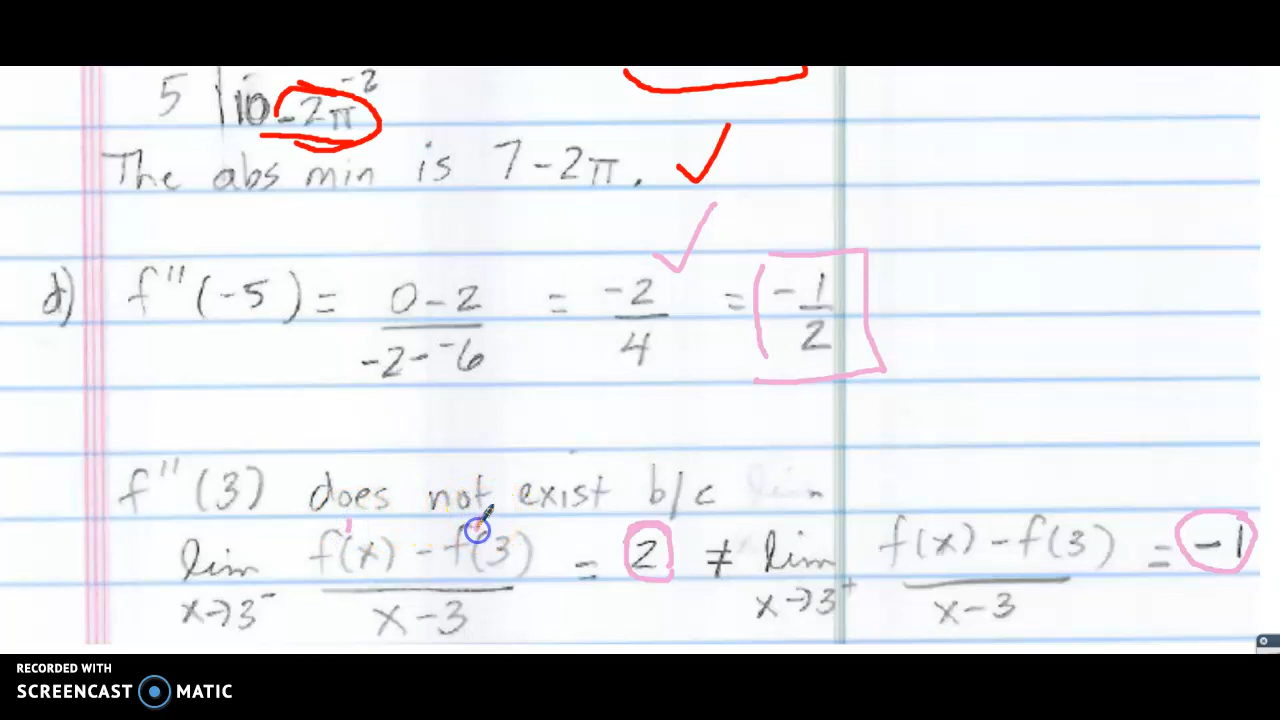 5 | 10 - 2π -2
The abs min is 7 - 2π.
d) f''(-5) = (0 - 2)/(-2 - -6) = -2/4 = -1/2
f''(3) does not exist b/c lim
lim x→3⁻ (f'(x) - f'(3))/(x - 3) = 2 ≠ lim x→3⁺ (f(x) - f(3))/(x - 3) = -1
RECORDED WITH
SCREENCAST MATIC